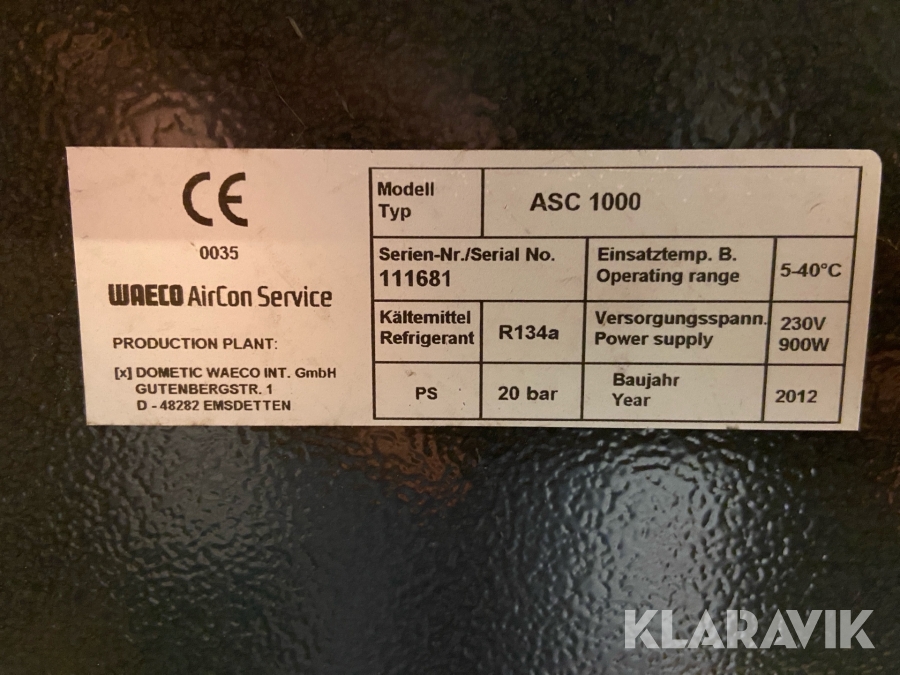 CE
0035
WAECO AirCon Service
PRODUCTION PLANT:
[x] DOMETIC WAECO INT. GmbH
GUTENBERGSTR. 1
D - 48282 EMSDETTEN
Modell
Typ
ASC 1000
Serien-Nr./Serial No.
111681
Einsatztemp. B.
Operating range
5-40°C
Kältemittel
Refrigerant
R134a
Versorgungsspann.
Power supply
230V
900W
PS
20 bar
Baujahr
Year
2012
KLARAVIK